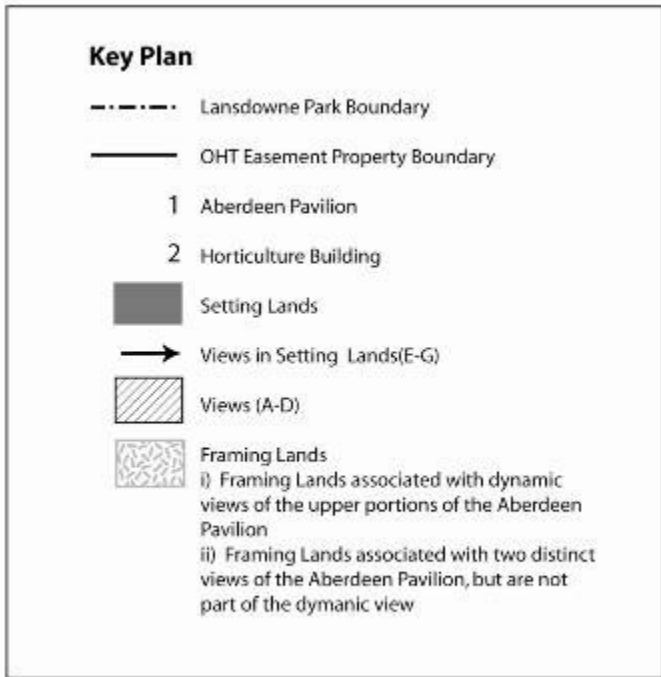 Key Plan
Lansdowne Park Boundary
OHT Easement Property Boundary
1 Aberdeen Pavilion
2 Horticulture Building
Setting Lands
Views in Setting Lands(E-G)
Views (A-D)
Framing Lands
i) Framing Lands associated with dynamic
views of the upper portions of the Aberdeen
Pavilion
ii) Framing Lands associated with two distinct
views of the Aberdeen Pavilion, but are not
part of the dymanic view